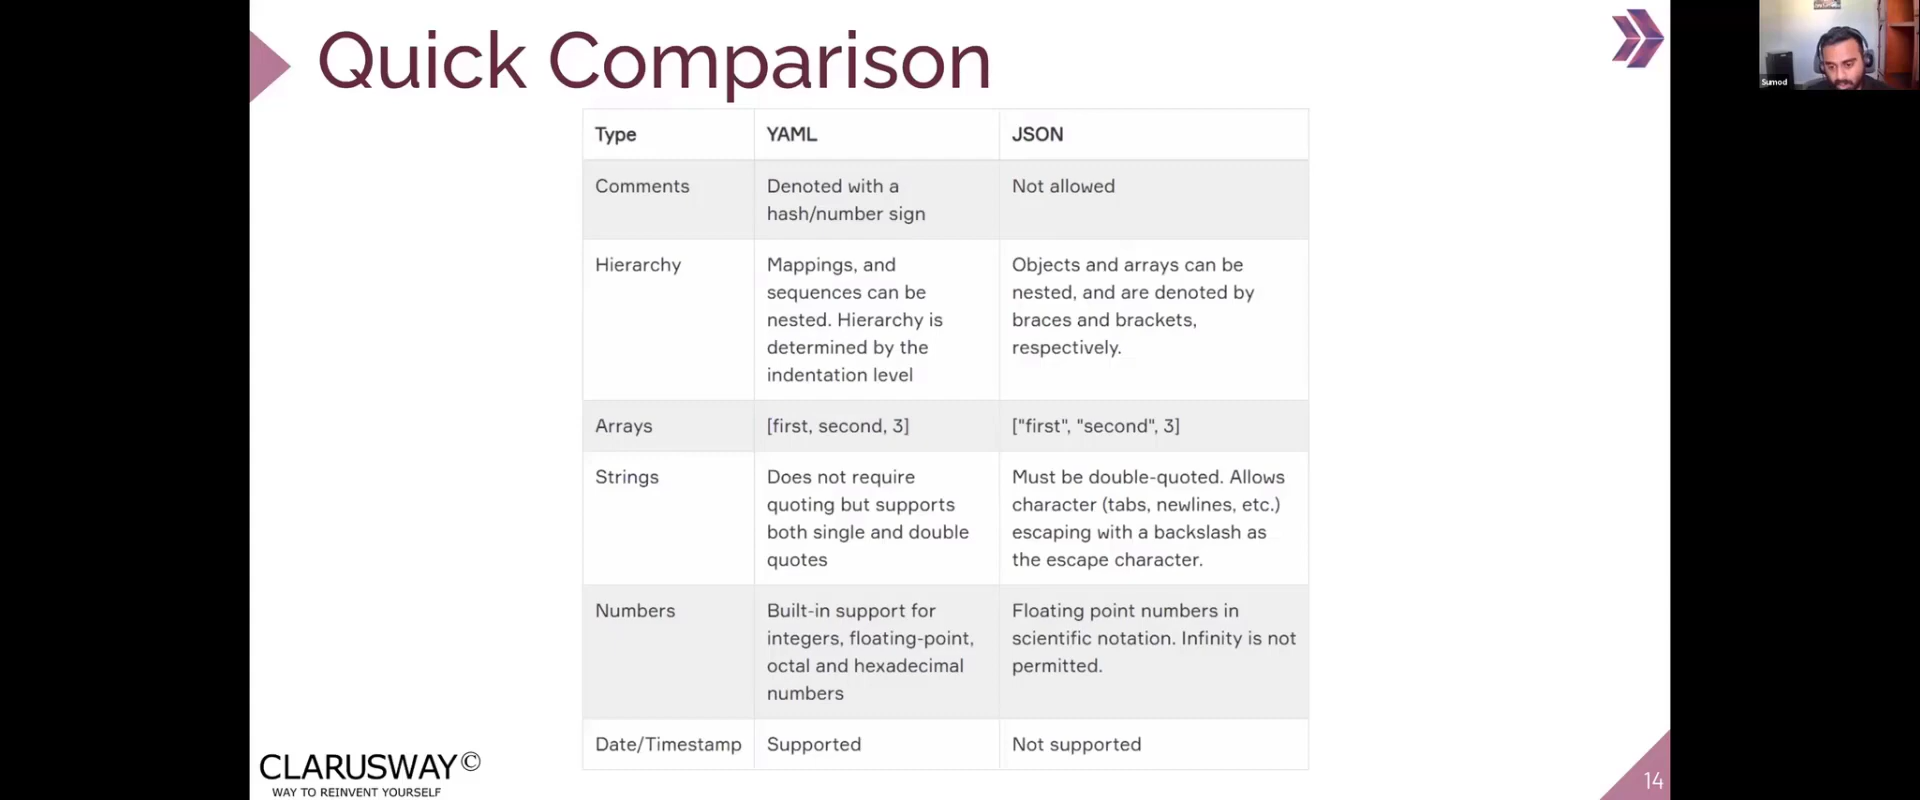 Quick Comparison
Sumod
Type YAML JSON
Comments Denoted with a Not allowed
hash/number sign
Hierarchy Mappings, and Objects and arrays can be
sequences can be nested, and are denoted by
nested. Hierarchy is braces and brackets,
determined by the respectively.
indentation level
Arrays [first, second, 3] ["first", "second", 3]
Strings Does not require Must be double-quoted. Allows
quoting but supports character (tabs, newlines, etc.)
both single and double escaping with a backslash as
quotes the escape character.
Numbers Built-in support for Floating point numbers in
integers, floating-point, scientific notation. Infinity is not
octal and hexadecimal permitted.
numbers
Date/Timestamp Supported Not supported
CLARUSWAY©
WAY TO REINVENT YOURSELF
14